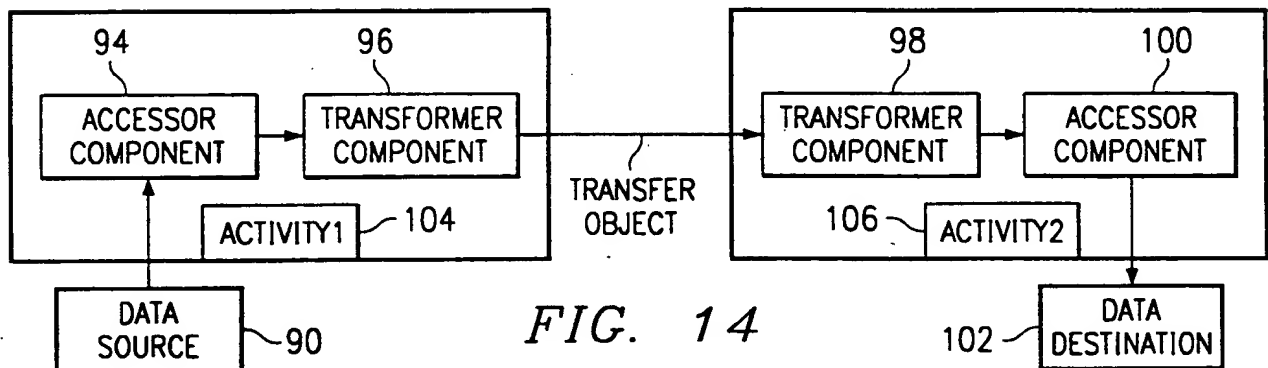 94
96
98
100
ACCESSOR
COMPONENT
TRANSFORMER
COMPONENT
TRANSFORMER
COMPONENT
ACCESSOR
COMPONENT
TRANSFER
OBJECT
ACTIVITY1
104
106
ACTIVITY2
DATA
SOURCE
90
FIG. 14
102
DATA
DESTINATION